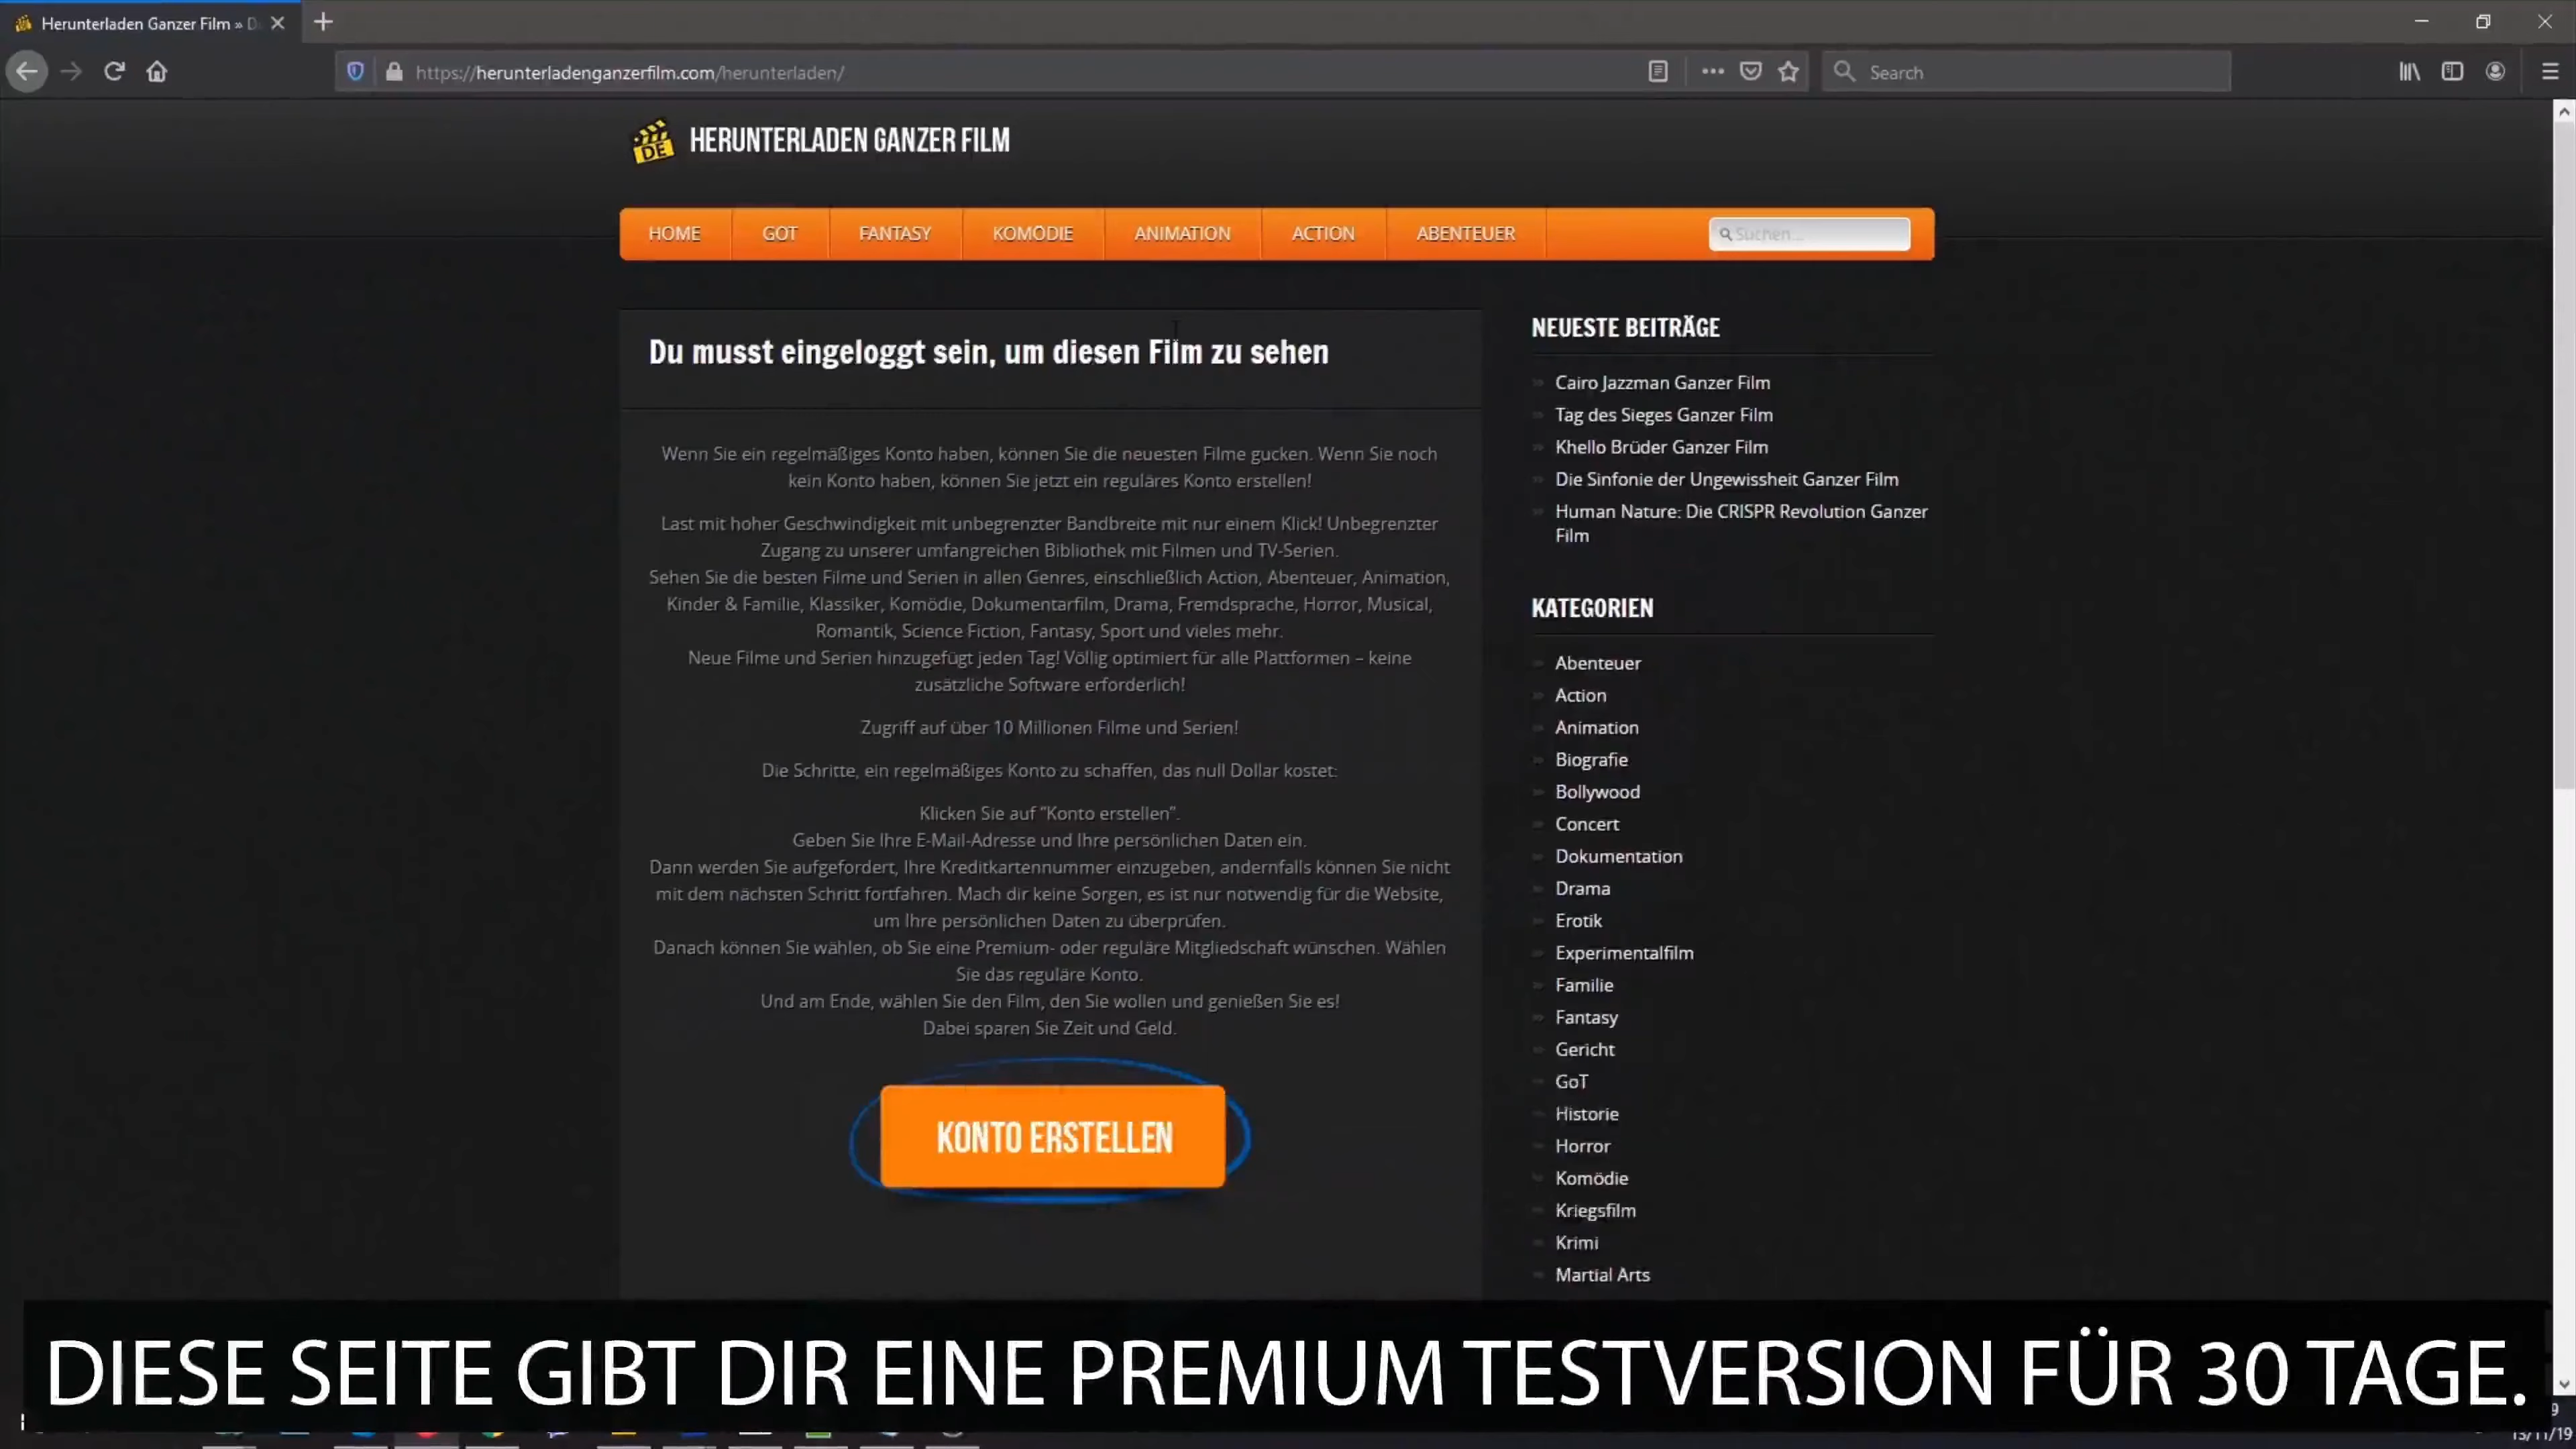 Herunterladen Ganzer Film » D
https://herunterladenganzerfilm.com/herunterladen/
Search
DE
HERUNTERLADEN GANZER FILM
HOME
GOT
FANTASY
KOMÖDIE
ANIMATION
ACTION
ABENTEUER
Suchen...
Du musst eingeloggt sein, um diesen Film zu sehen
Wenn Sie ein regelmäßiges Konto haben, können Sie die neuesten Filme gucken. Wenn Sie noch
kein Konto haben, können Sie jetzt ein reguläres Konto erstellen!
Last mit hoher Geschwindigkeit mit unbegrenzter Bandbreite mit nur einem Klick! Unbegrenzter
Zugang zu unserer umfangreichen Bibliothek mit Filmen und TV-Serien.
Sehen Sie die besten Filme und Serien in allen Genres, einschließlich Action, Abenteuer, Animation,
Kinder & Familie, Klassiker, Komödie, Dokumentarfilm, Drama, Fremdsprache, Horror, Musical,
Romantik, Science Fiction, Fantasy, Sport und vieles mehr.
Neue Filme und Serien hinzugefügt jeden Tag! Völlig optimiert für alle Plattformen – keine
zusätzliche Software erforderlich!
Zugriff auf über 10 Millionen Filme und Serien!
Die Schritte, ein regelmäßiges Konto zu schaffen, das null Dollar kostet:
Klicken Sie auf “Konto erstellen”.
Geben Sie Ihre E-Mail-Adresse und Ihre persönlichen Daten ein.
Dann werden Sie aufgefordert, Ihre Kreditkartennummer einzugeben, andernfalls können Sie nicht
mit dem nächsten Schritt fortfahren. Mach dir keine Sorgen, es ist nur notwendig für die Website,
um Ihre persönlichen Daten zu überprüfen.
Danach können Sie wählen, ob Sie eine Premium- oder reguläre Mitgliedschaft wünschen. Wählen
Sie das reguläre Konto.
Und am Ende, wählen Sie den Film, den Sie wollen und genießen Sie es!
Dabei sparen Sie Zeit und Geld.
KONTO ERSTELLEN
NEUESTE BEITRÄGE
Cairo Jazzman Ganzer Film
Tag des Sieges Ganzer Film
Khello Brüder Ganzer Film
Die Sinfonie der Ungewissheit Ganzer Film
Human Nature: Die CRISPR Revolution Ganzer
Film
KATEGORIEN
Abenteuer
Action
Animation
Biografie
Bollywood
Concert
Dokumentation
Drama
Erotik
Experimentalfilm
Familie
Fantasy
Gericht
GoT
Historie
Horror
Komödie
Kriegsfilm
Krimi
Martial Arts
DIESE SEITE GIBT DIR EINE PREMIUM TESTVERSION FÜR 30 TAGE.